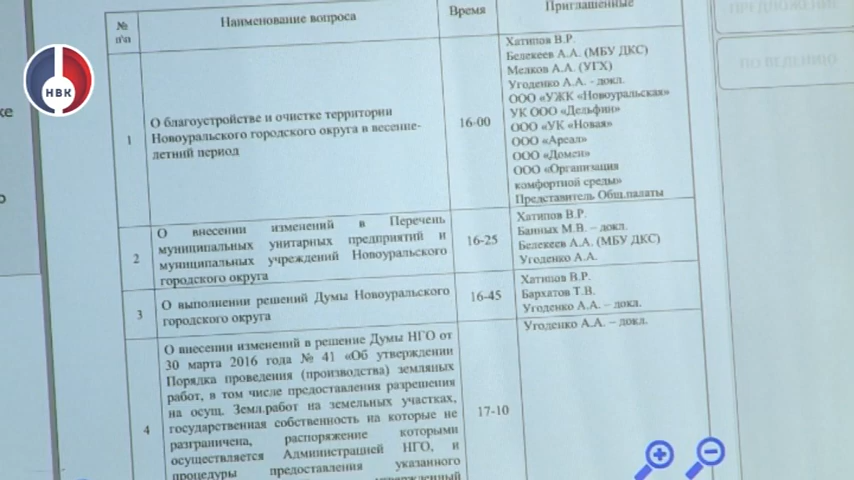 НВК
№ п\п
Наименование вопроса
Время
Приглашенные
1
О благоустройстве и очистке территории
Новоуральского городского округа в весенне-
летний период
16-00
Хатипов В.Р.
Белекеев А.А. (МБУ ДКС)
Мелков А.А. (УГХ)
Угоденко А.А. - докл.
ООО «УЖК «Новоуральская»
УК ООО «Дельфин»
ООО «УК «Новая»
ООО «Ареал»
ООО «Домен»
ООО «Организация
комфортной среды»
Представитель Общ.палаты
2
О внесении изменений в Перечень
муниципальных унитарных предприятий и
муниципальных учреждений Новоуральского
городского округа
16-25
Хатипов В.Р.
Банных М.В. – докл.
Белекеев А.А. (МБУ ДКС)
Угоденко А.А.
3
О выполнении решений Думы Новоуральского
городского округа
16-45
Хатипов В.Р.
Бархатов Т.В.
Угоденко А.А. – докл.
4
О внесении изменений в решение Думы НГО от
30 марта 2016 года № 41 «Об утверждении
Порядка проведения (производства) земляных
работ, в том числе предоставления разрешения
на осущ. Земл.работ на земельных участках,
государственная собственность на которые не
разграничена, распоряжение которыми
осуществляется Администрацией НГО, и
процедуры предоставления указанного
17-10
Угоденко А.А. – докл.